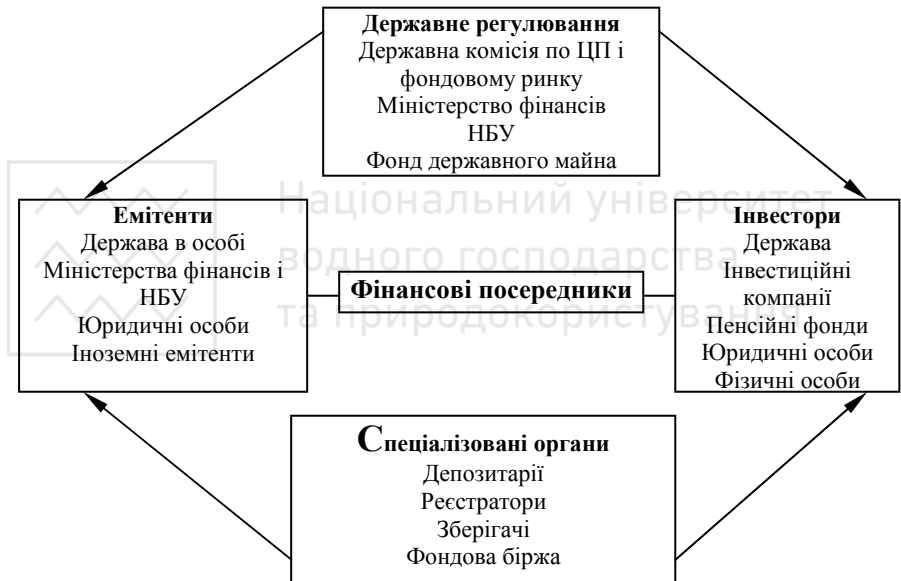 Державне регулювання
Державна комісія по ЦП і
фондовому ринку
Міністерство фінансів
НБУ
Фонд державного майна
Національний університет
водного господарства
та природокористування
Емітенти
Держава в особі
Міністерства фінансів і
НБУ
Юридичні особи
Іноземні емітенти
Фінансові посередники
Інвестори
Держава
Інвестиційні
компанії
Пенсійні фонди
Юридичні особи
Фізичні особи
Спеціалізовані органи
Депозитарії
Реєстратори
Зберігачі
Фондова біржа